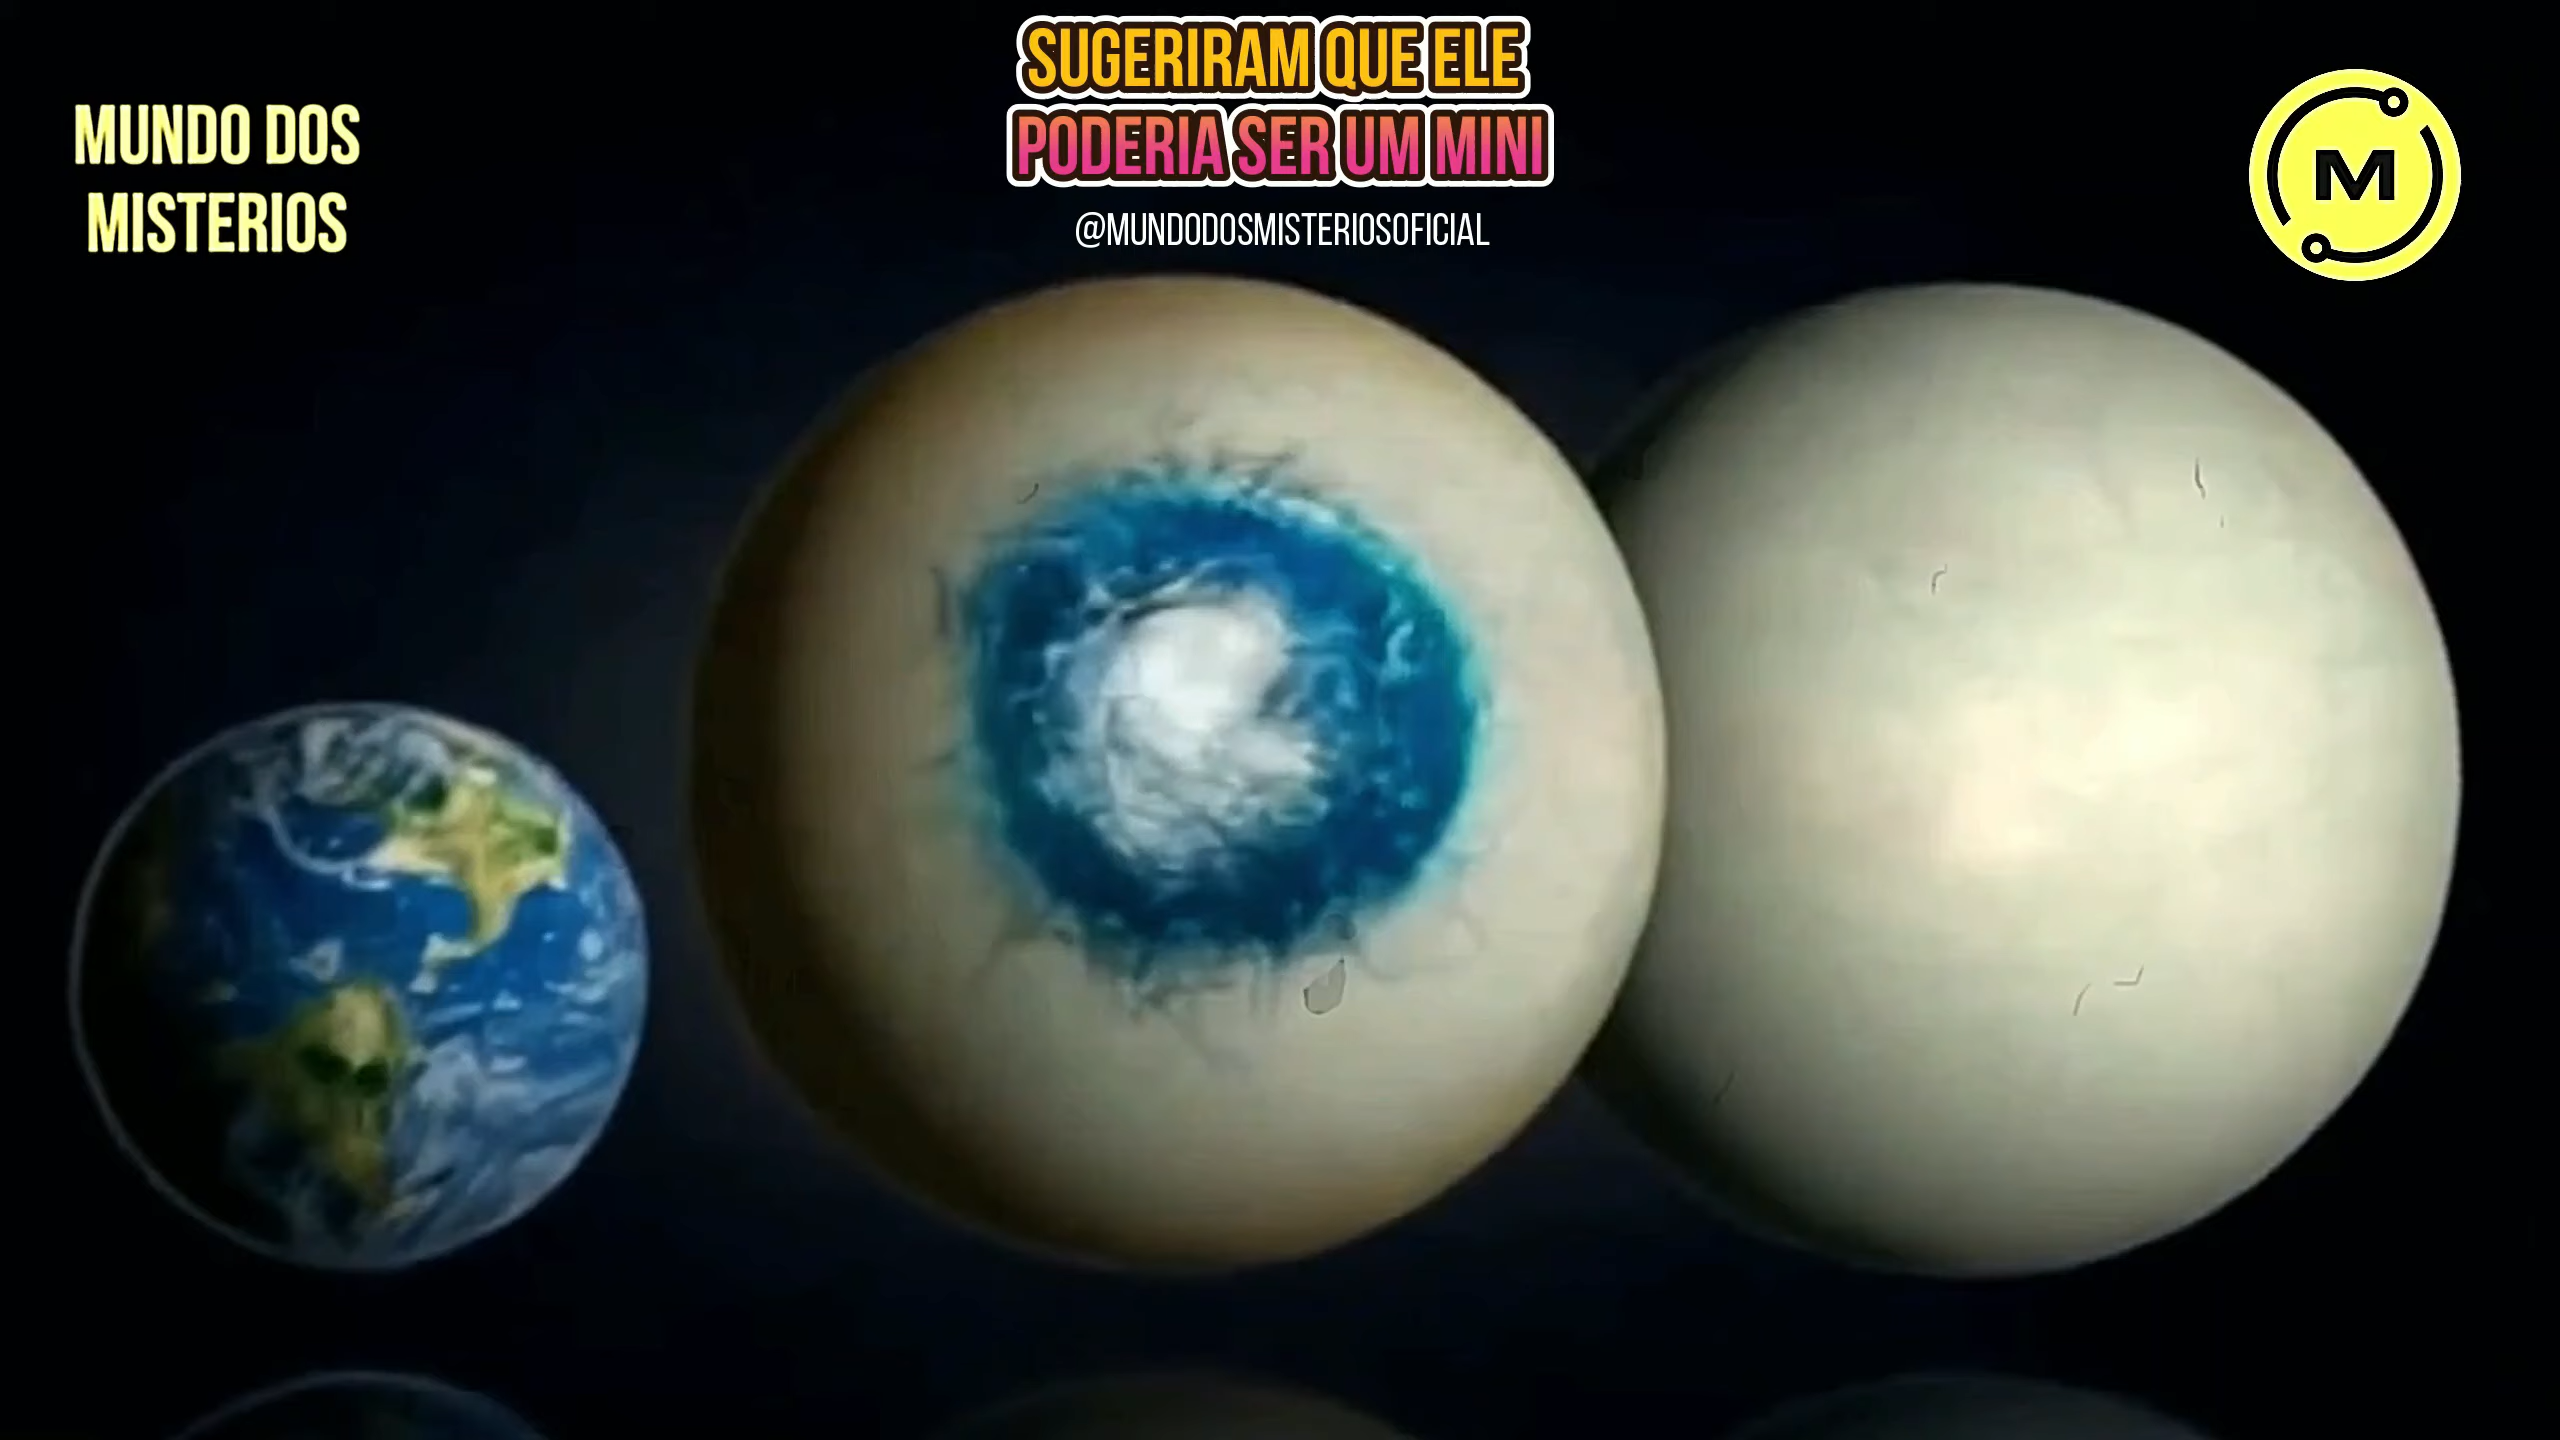 SUGERIRAM QUE ELE
PODERIA SER UM MINI
@MUNDODOSMISTERIOSOFICIAL
MUNDO DOS
MISTERIOS
M